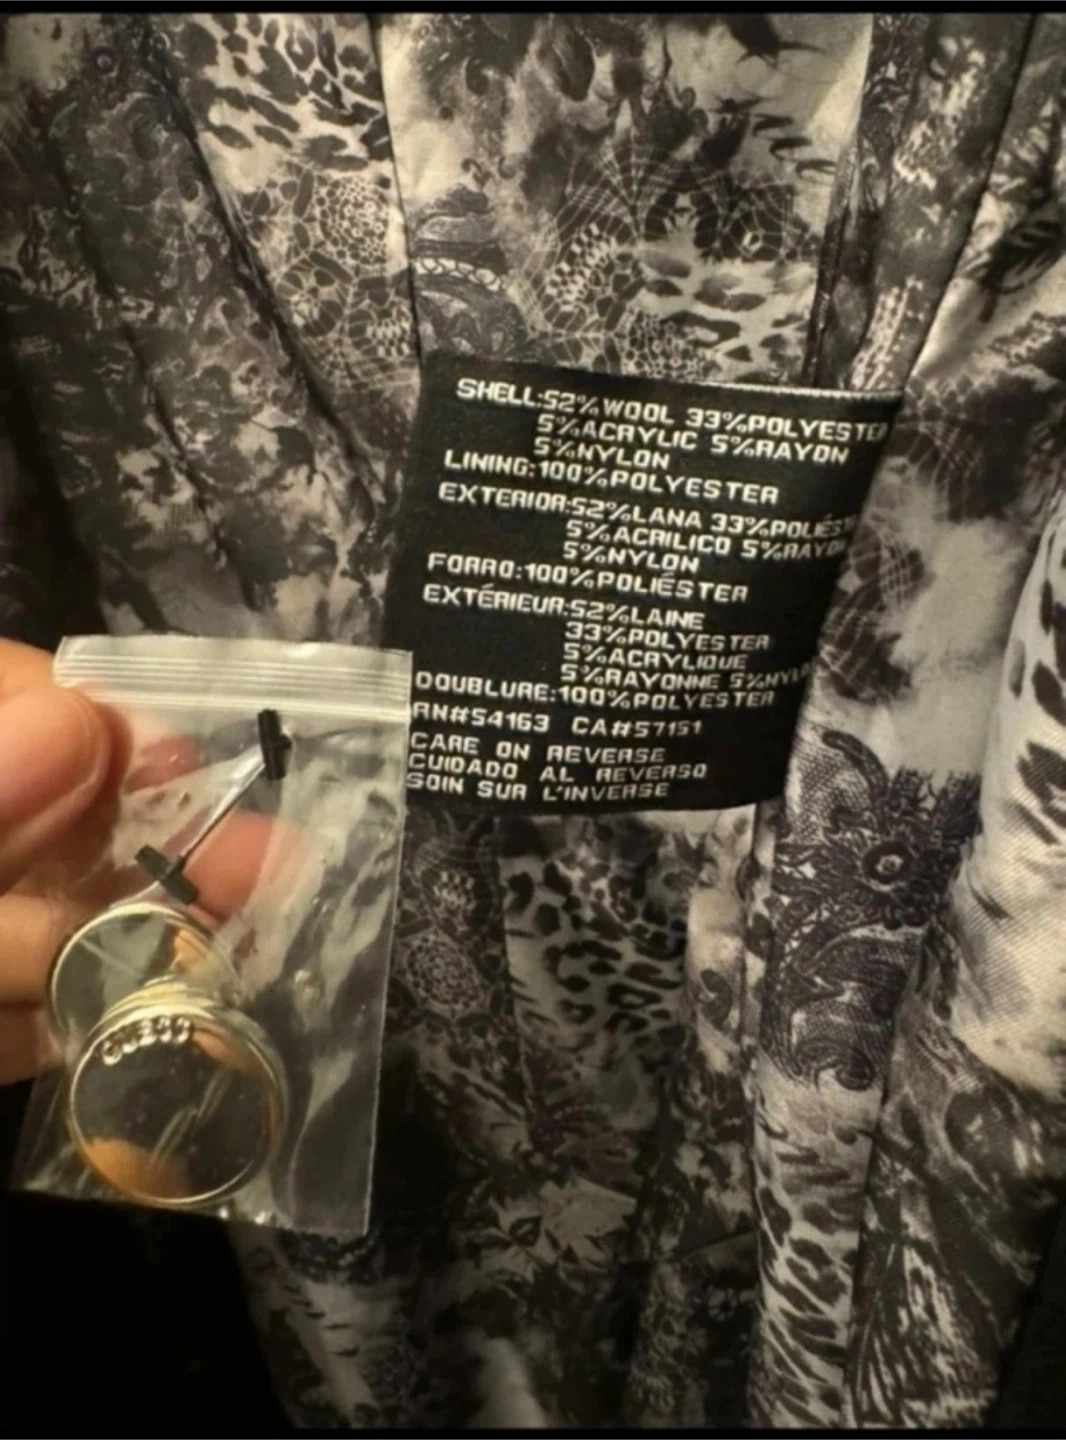 SHELL:52%WOOL 33%POLYESTER
5%ACRYLIC 5%RAYON
5%NYLON
LINING:100%POLYESTER
EXTERIOR:52%LANA 33%POLIÉST
5%ACRILICO 5%RAYON
5%NYLON
FORRO:100%POLIÉSTER
EXTÉRIEUR:52%LAINE
33%POLYESTER
5%ACRYLIQUE
5%RAYONNE 5%NYL
DOUBLURE:100%POLYESTER
RN#54163 CA#57151
CARE ON REVERSE
CUIDADO AL REVERSO
SOIN SUR L'INVERSE
GUESS